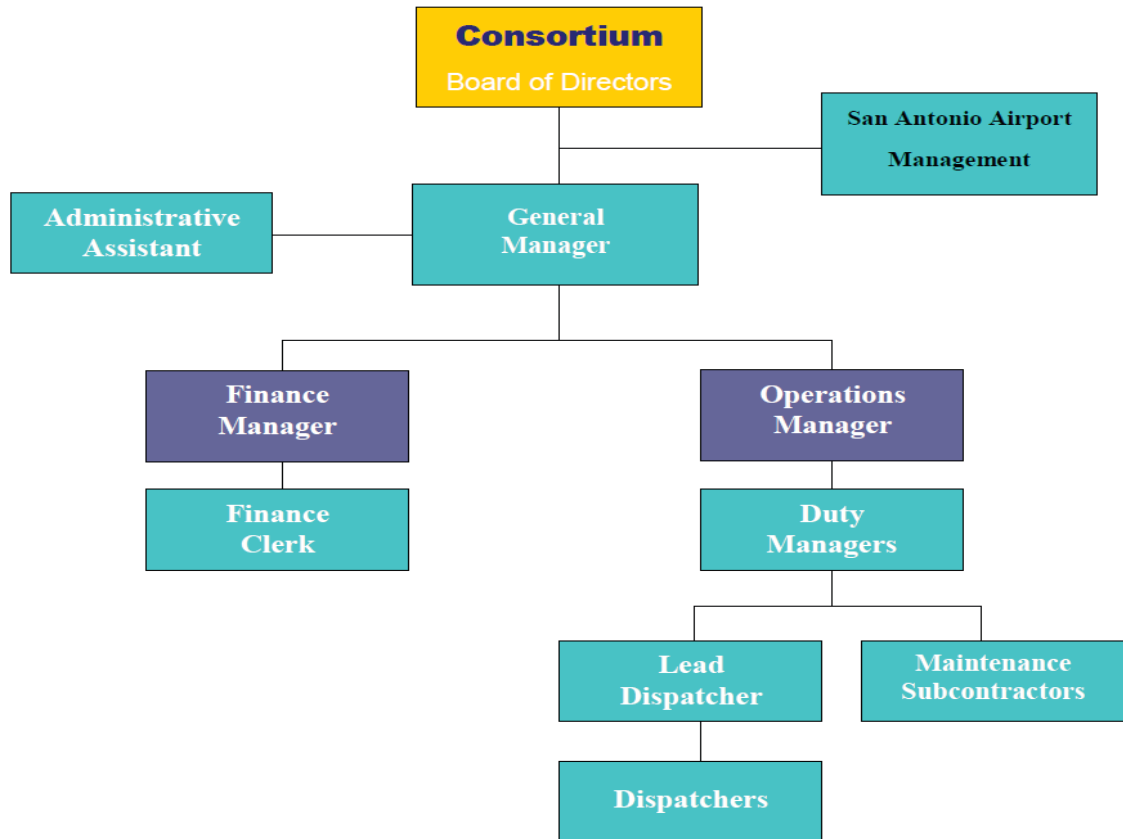 Consortium
Board of Directors
San Antonio Airport
Management
Administrative
Assistant
General
Manager
Finance
Manager
Operations
Manager
Finance
Clerk
Duty
Managers
Lead
Dispatcher
Maintenance
Subcontractors
Dispatchers